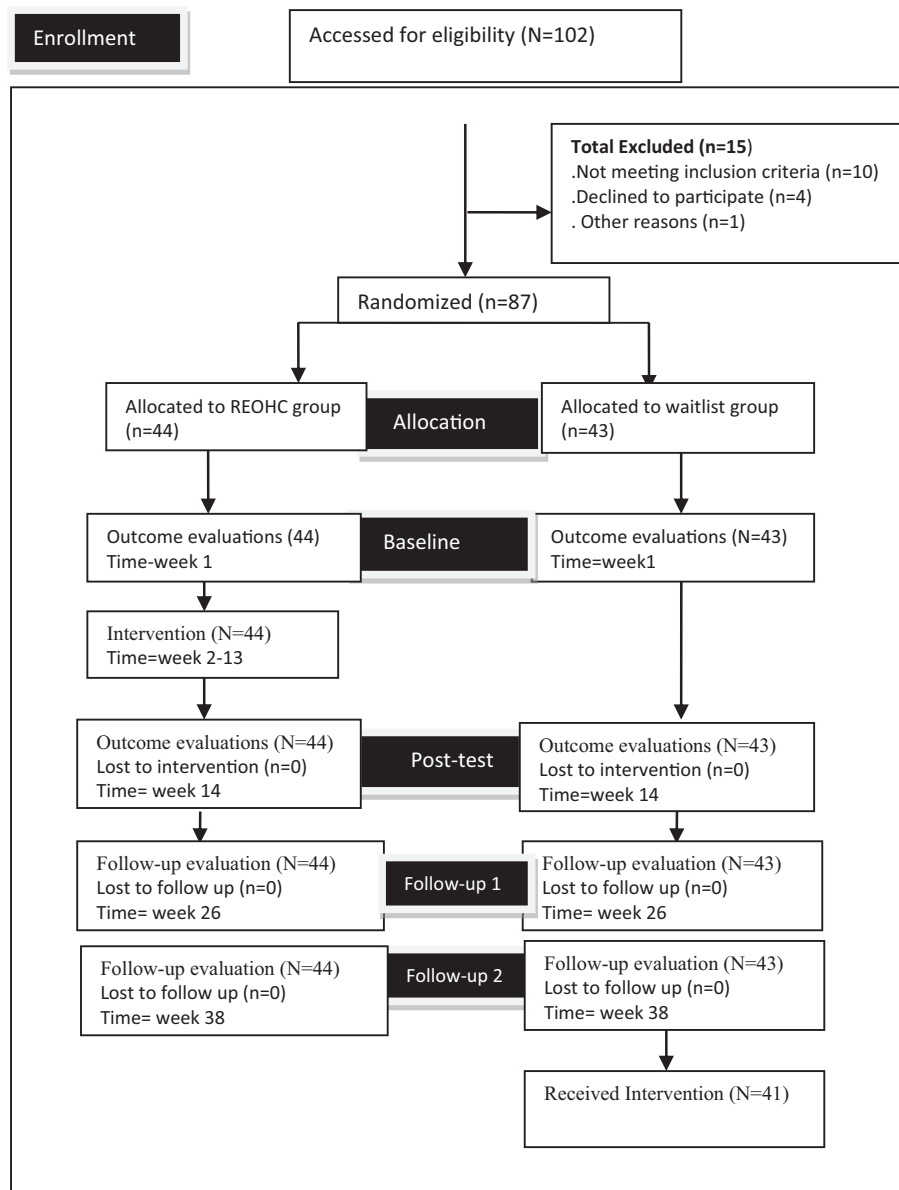 Enrollment
Accessed for eligibility (N=102)
Total Excluded (n=15)
.Not meeting inclusion criteria (n=10)
.Declined to participate (n=4)
. Other reasons (n=1)
Randomized (n=87)
Allocated to REOHC group
(n=44)
Allocation
Allocated to waitlist group
(n=43)
Outcome evaluations (44)
Time-week 1
Baseline
Outcome evaluations (N=43)
Time=week1
Intervention (N=44)
Time=week 2-13
Outcome evaluations (N=44)
Lost to intervention (n=0)
Time= week 14
Post-test
Outcome evaluations (N=43)
Lost to intervention (n=0)
Time=week 14
Follow-up evaluation (N=44)
Lost to follow up (n=0)
Time= week 26
Follow-up 1
Follow-up evaluation (N=43)
Lost to follow up (n=0)
Time= week 26
Follow-up evaluation (N=44)
Lost to follow up (n=0)
Time= week 38
Follow-up 2
Follow-up evaluation (N=43)
Lost to follow up (n=0)
Time= week 38
Received Intervention (N=41)